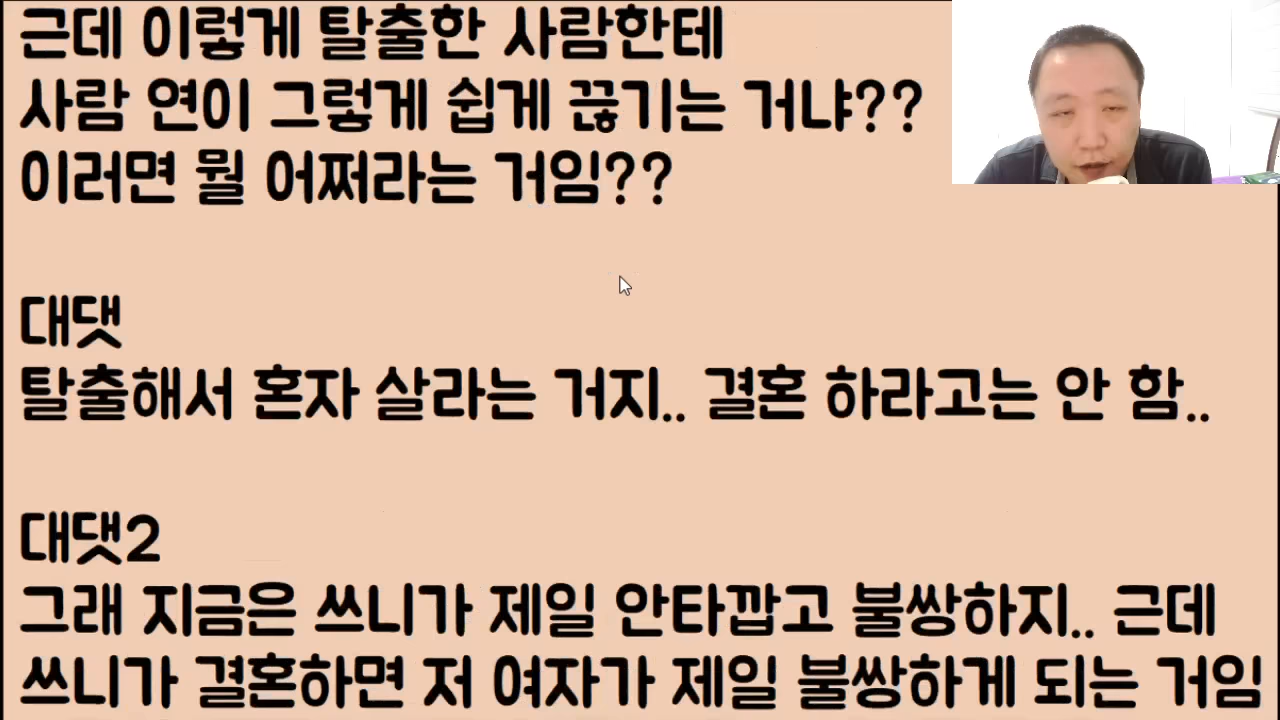 근데 이렇게 탈출한 사람한테
사람 연이 그렇게 쉽게 끊기는 거냐??
이러면 뭘 어쩌라는 거임??
대댓
탈출해서 혼자 살라는 거지.. 결혼 하라고는 안 함..
대댓2
그래 지금은 쓰니가 제일 안타깝고 불쌍하지.. 근데
쓰니가 결혼하면 저 여자가 제일 불쌍하게 되는 거임